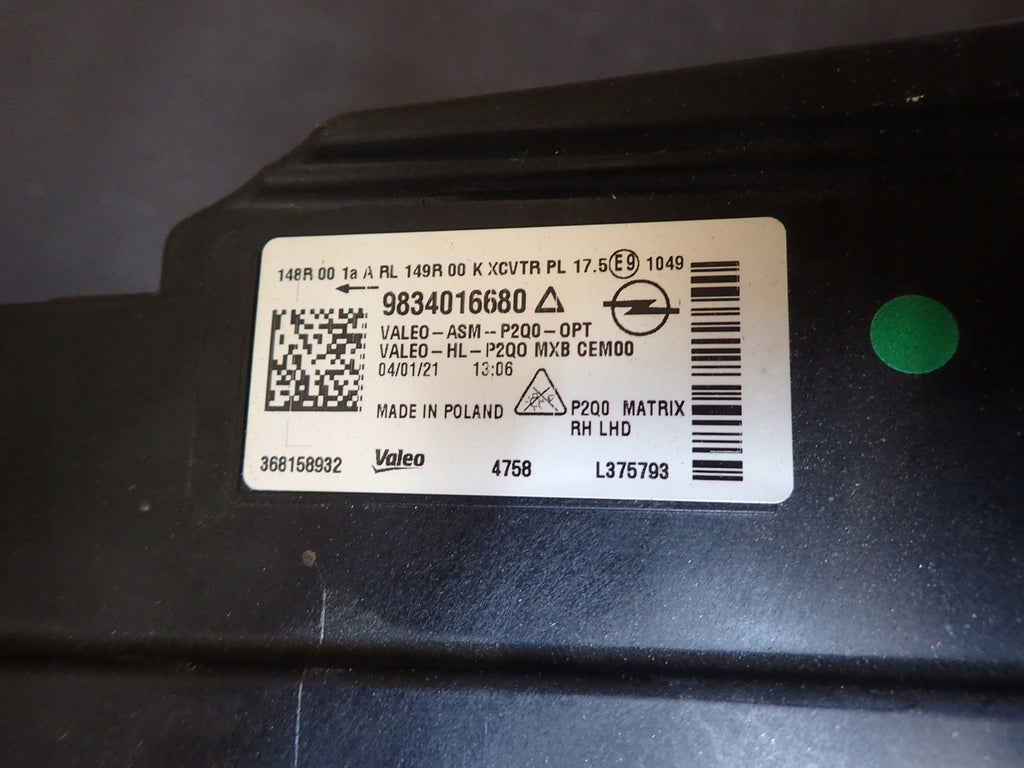 148R 00 1a A RL 149R 00 K XCVTR PL 17.5 E9 1049
9834016680
VALEO-ASM--P2Q0-OPT
VALEO-HL-P2QO MXB CEM00
04/01/21 13:06
MADE IN POLAND
P2Q0 MATRIX
RH LHD
368158932 Valeo 4758 L375793